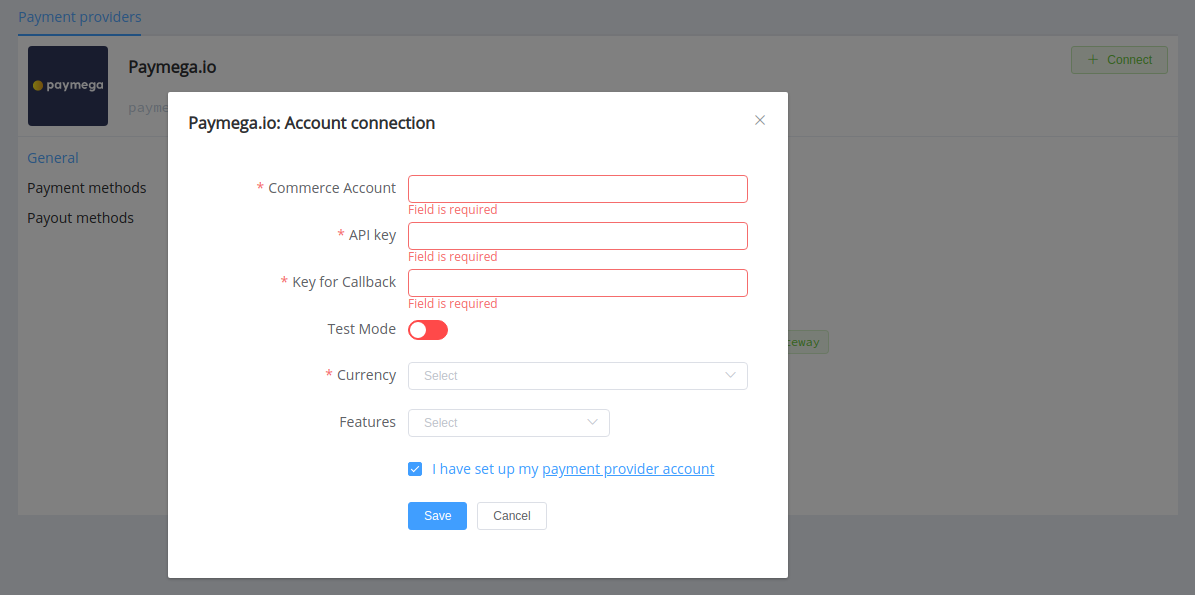 Payment providers
paymega
Paymega.io
+ Connect
Paymega.io: Account connection
General
Payment methods
Payout methods
* Commerce Account
Field is required
* API key
Field is required
* Key for Callback
Field is required
Test Mode
* Currency
Select
Features
Select
I have set up my payment provider account
Save
Cancel